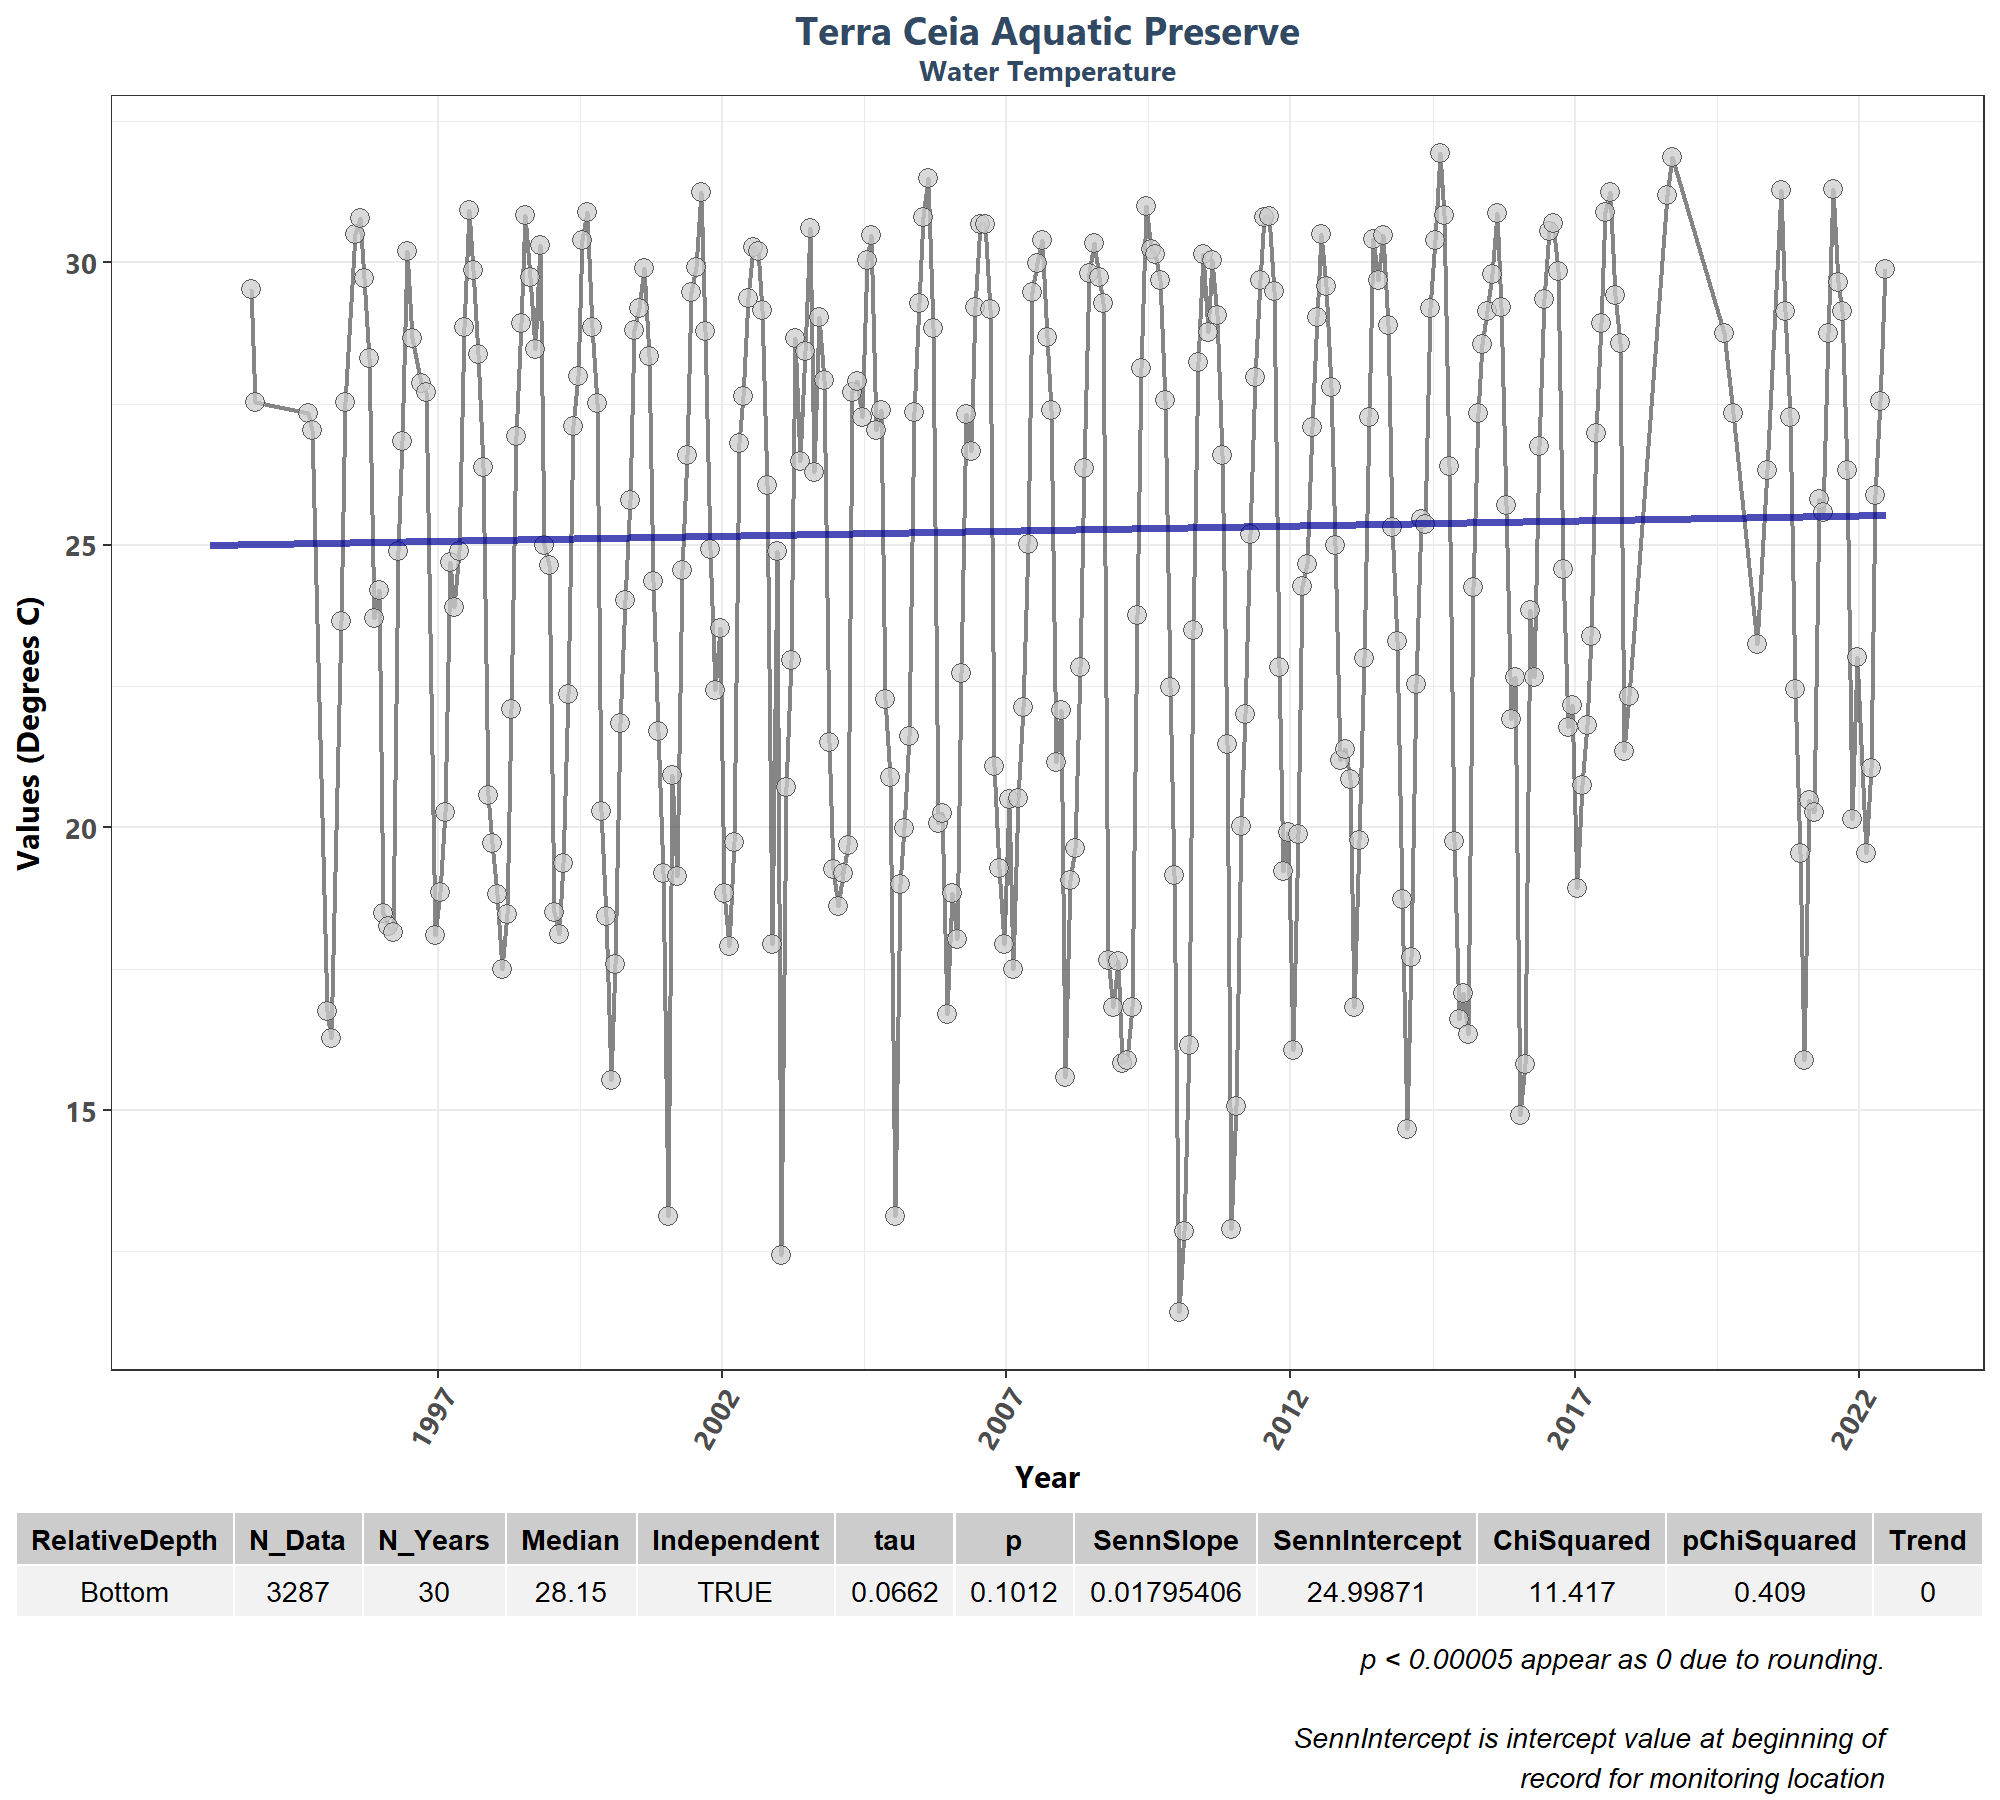 Terra Ceia Aquatic Preserve
Water Temperature
Values (Degrees C)
30
25
20
15
1997 2002 2007 2012 2017 2022
Year
RelativeDepth N_Data N_Years Median Independent tau p SennSlope SennIntercept ChiSquared pChiSquared Trend
Bottom 3287 30 28.15 TRUE 0.0662 0.1012 0.01795406 24.99871 11.417 0.409 0
p < 0.00005 appear as 0 due to rounding.
SennIntercept is intercept value at beginning of
record for monitoring location